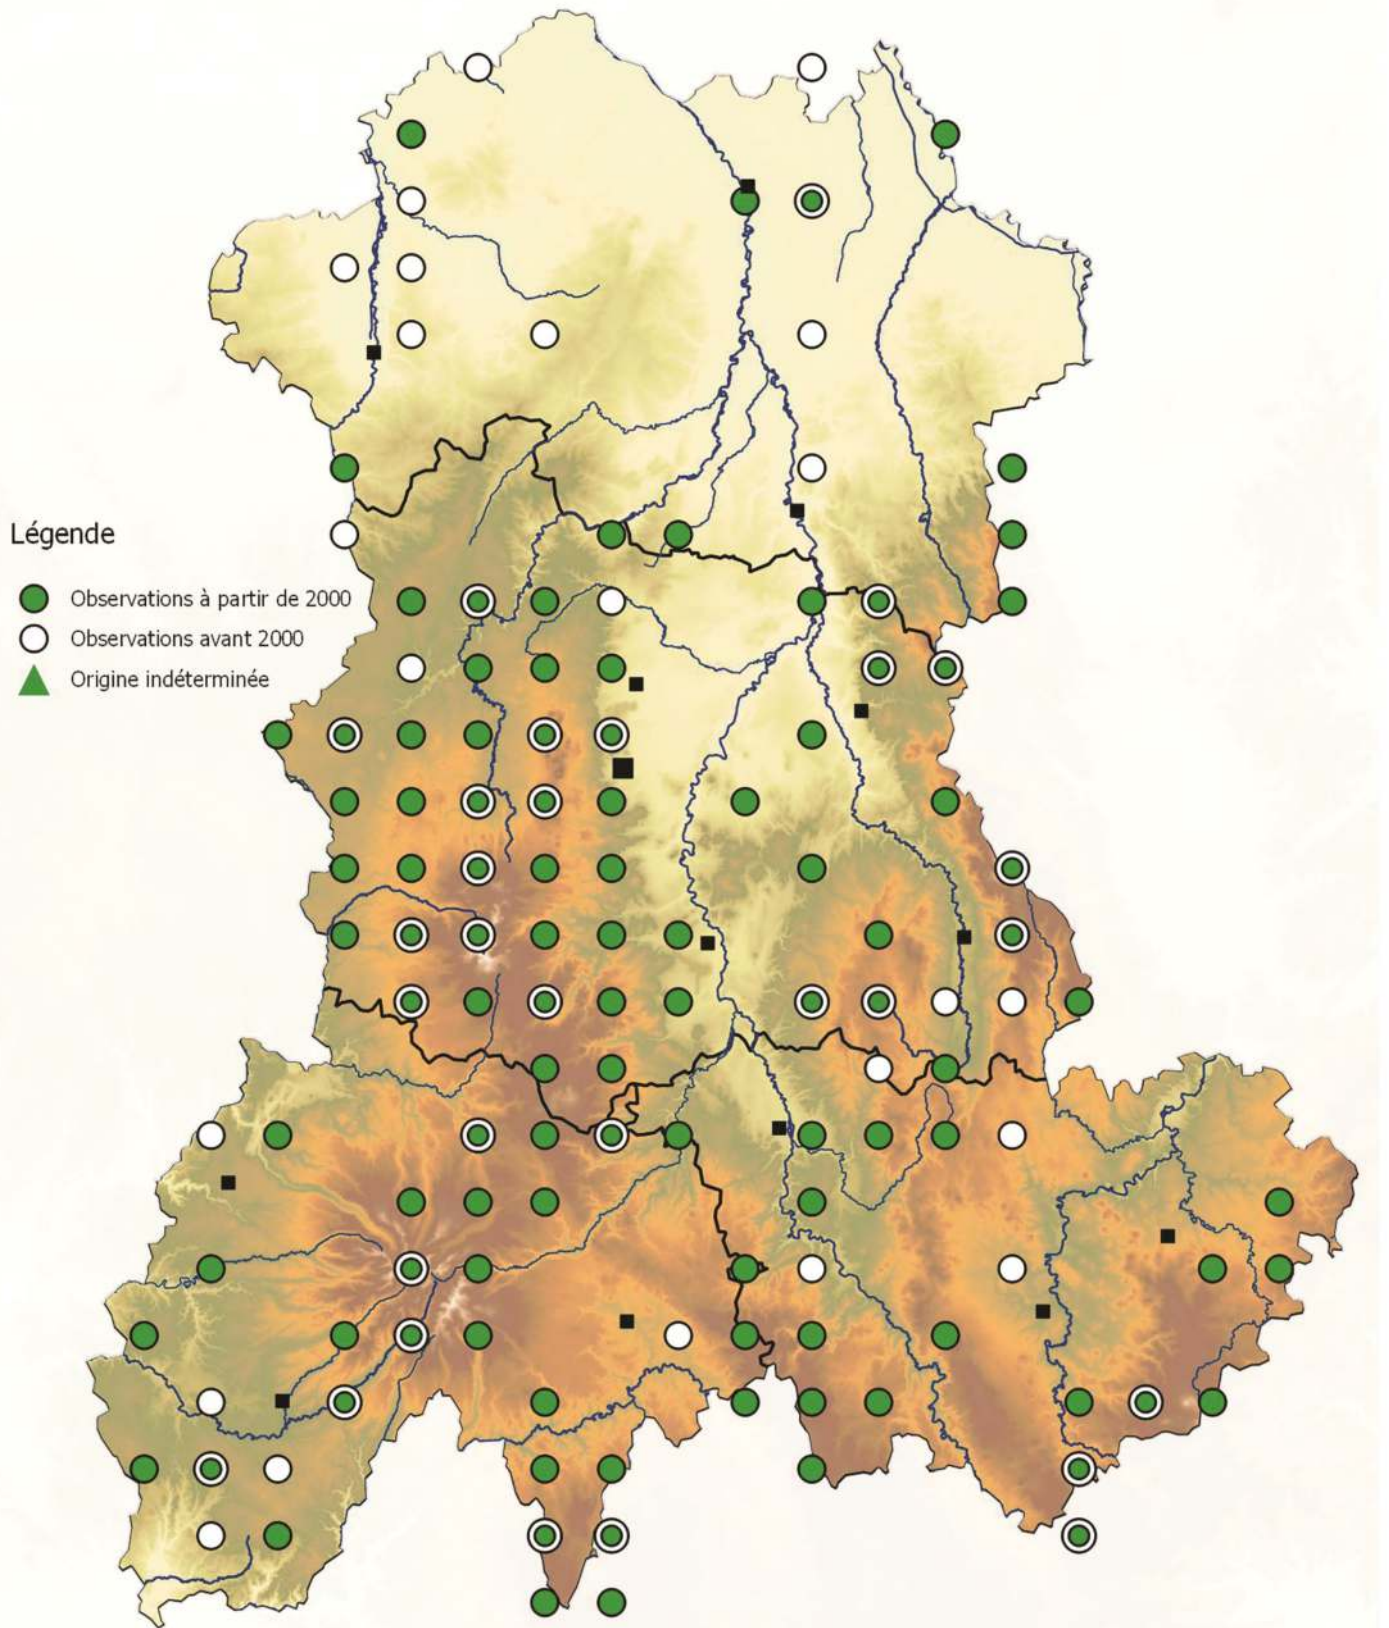 Légende
Observations à partir de 2000
Observations avant 2000
Origine indéterminée